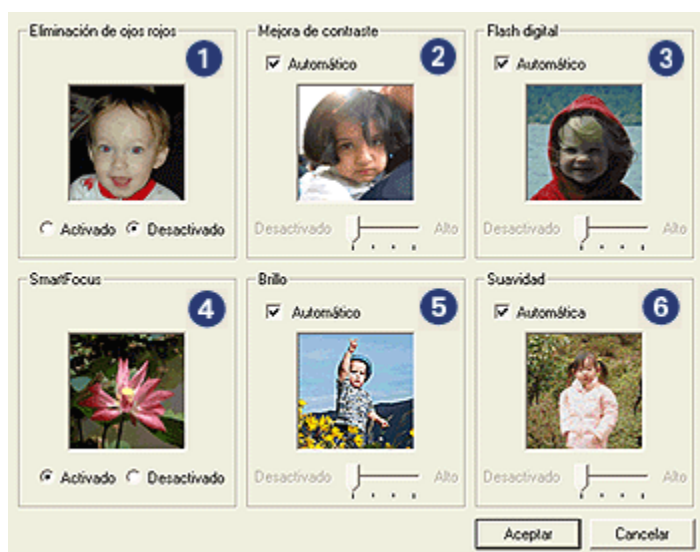 Eliminación de ojos rojos
1
Activado Desactivado
Mejora de contraste
2
Automático
Desactivado Alto
Flash digital
3
Automático
Desactivado Alto
SmartFocus
4
Activado Desactivado
Brillo
5
Automático
Desactivado Alto
Suavidad
6
Automática
Desactivado Alto
Aceptar Cancelar